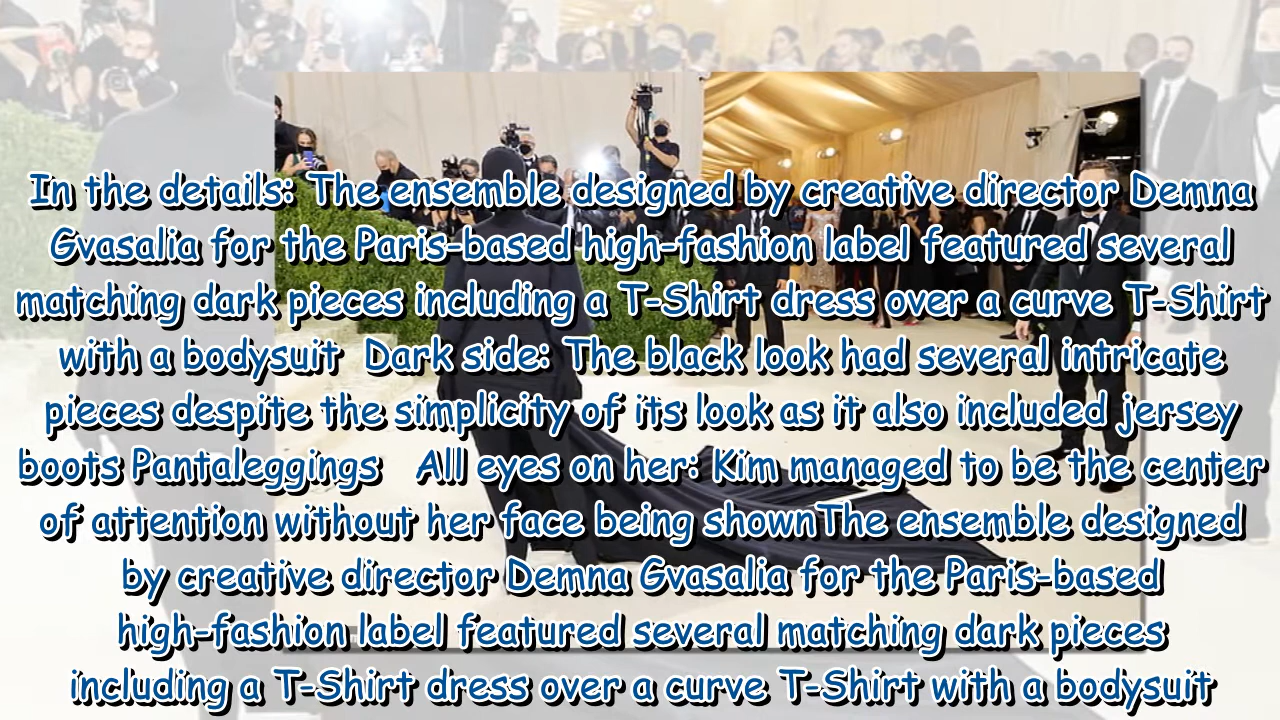 In the details: The ensemble designed by creative director Demna
Gvasalia for the Paris-based high-fashion label featured several
matching dark pieces including a T-Shirt dress over a curve T-Shirt
with a bodysuit  Dark side: The black look had several intricate
pieces despite the simplicity of its look as it also included jersey
boots Pantaleggings   All eyes on her: Kim managed to be the center
of attention without her face being shownThe ensemble designed
by creative director Demna Gvasalia for the Paris-based
high-fashion label featured several matching dark pieces
including a T-Shirt dress over a curve T-Shirt with a bodysuit